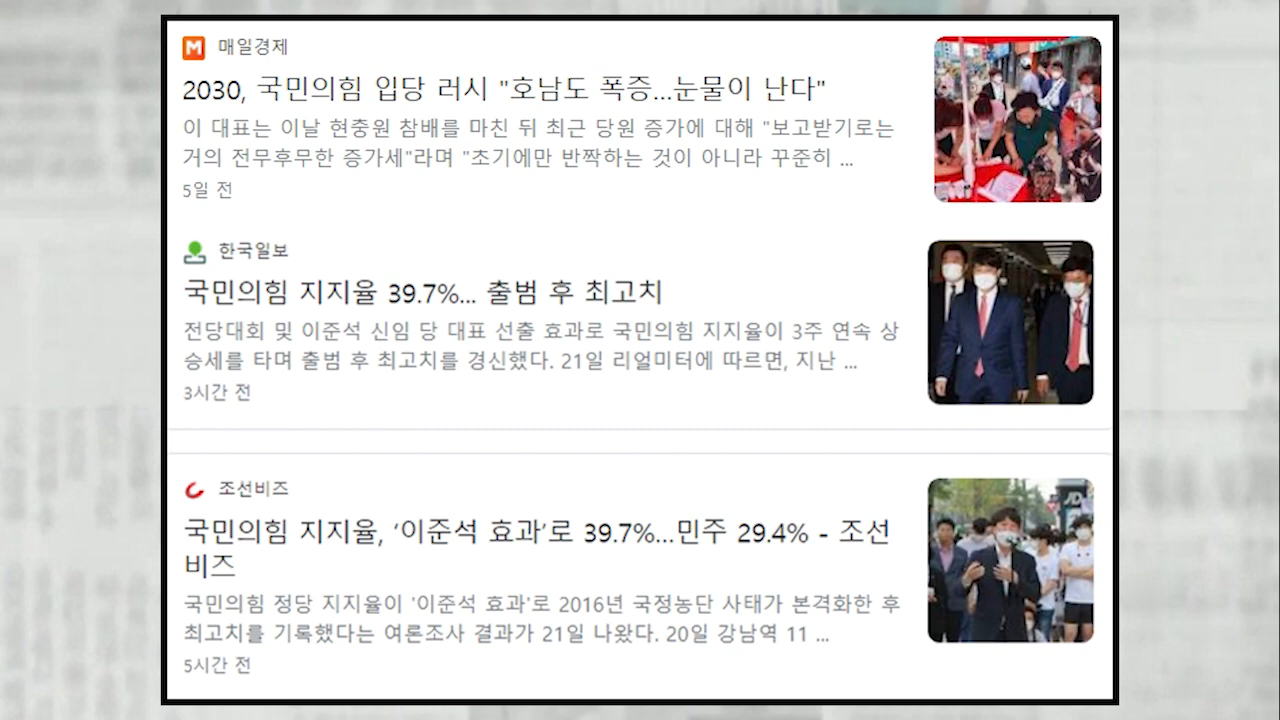 매일경제
2030, 국민의힘 입당 러시 "호남도 폭증...눈물이 난다"
이 대표는 이날 현충원 참배를 마친 뒤 최근 당원 증가에 대해 "보고받기로는
거의 전무후무한 증가세"라며 "초기에만 반짝하는 것이 아니라 꾸준히 ...
5일 전
한국일보
국민의힘 지지율 39.7%... 출범 후 최고치
전당대회 및 이준석 신임 당 대표 선출 효과로 국민의힘 지지율이 3주 연속 상
승세를 타며 출범 후 최고치를 경신했다. 21일 리얼미터에 따르면, 지난 ...
3시간 전
조선비즈
국민의힘 지지율, ‘이준석 효과’로 39.7%...민주 29.4% - 조선
비즈
국민의힘 정당 지지율이 '이준석 효과'로 2016년 국정농단 사태가 본격화한 후
최고치를 기록했다는 여론조사 결과가 21일 나왔다. 20일 강남역 11 ...
5시간 전